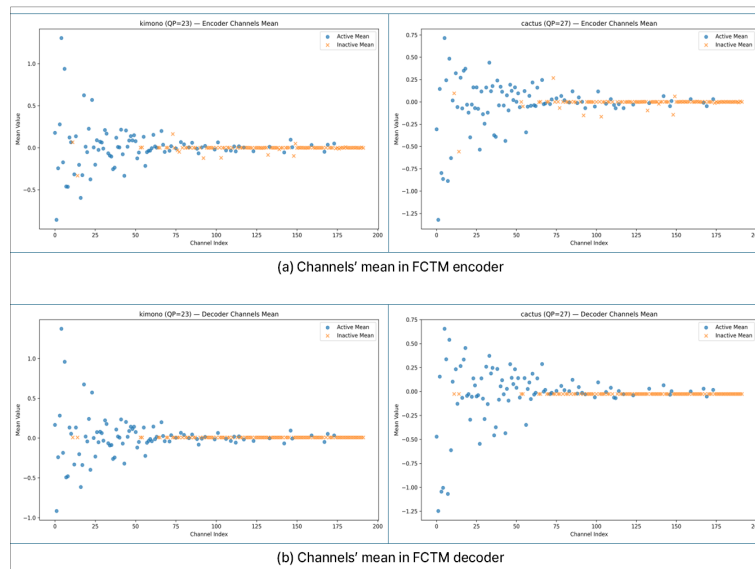 kimono (QP=23) — Encoder Channels Mean
Active Mean
Inactive Mean
1.0
0.5
0.0
−0.5
Mean Value
0
25
50
75
100
125
150
175
200
Channel Index
cactus (QP=27) — Encoder Channels Mean
Active Mean
Inactive Mean
0.75
0.50
0.25
0.00
−0.25
−0.50
−0.75
−1.00
−1.25
Mean Value
0
25
50
75
100
125
150
175
200
Channel Index
(a) Channels’ mean in FCTM encoder
kimono (QP=23) — Decoder Channels Mean
Active Mean
Inactive Mean
1.0
0.5
0.0
−0.5
−1.0
Mean Value
0
25
50
75
100
125
150
175
200
Channel Index
cactus (QP=27) — Decoder Channels Mean
Active Mean
Inactive Mean
0.75
0.50
0.25
0.00
−0.25
−0.50
−0.75
−1.00
−1.25
Mean Value
0
25
50
75
100
125
150
175
200
Channel Index
(b) Channels’ mean in FCTM decoder